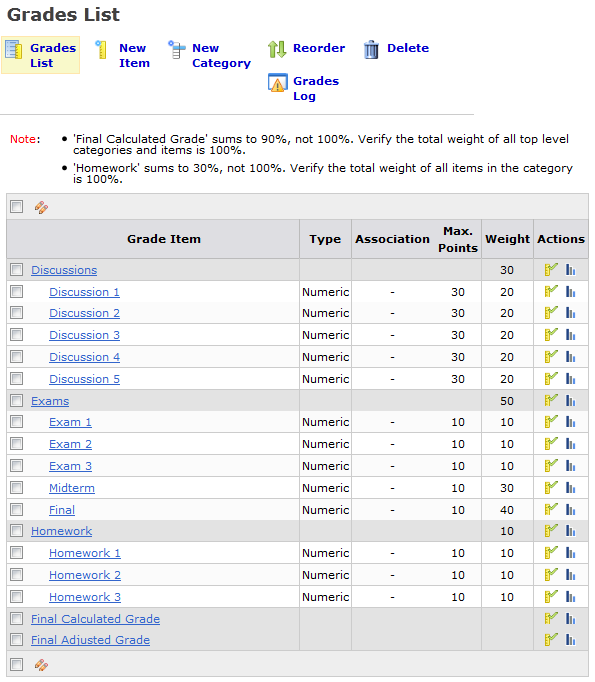 Grades List
Grades List
New Item
New Category
Reorder
Delete
Grades Log
Note:
• 'Final Calculated Grade' sums to 90%, not 100%. Verify the total weight of all top level
categories and items is 100%.
• 'Homework' sums to 30%, not 100%. Verify the total weight of all items in the category
is 100%.
Grade Item Type Association Max. Points Weight Actions
Discussions 30
Discussion 1 Numeric - 30 20
Discussion 2 Numeric - 30 20
Discussion 3 Numeric - 30 20
Discussion 4 Numeric - 30 20
Discussion 5 Numeric - 30 20
Exams 50
Exam 1 Numeric - 10 10
Exam 2 Numeric - 10 10
Exam 3 Numeric - 10 10
Midterm Numeric - 10 30
Final Numeric - 10 40
Homework 10
Homework 1 Numeric - 10 10
Homework 2 Numeric - 10 10
Homework 3 Numeric - 10 10
Final Calculated Grade
Final Adjusted Grade